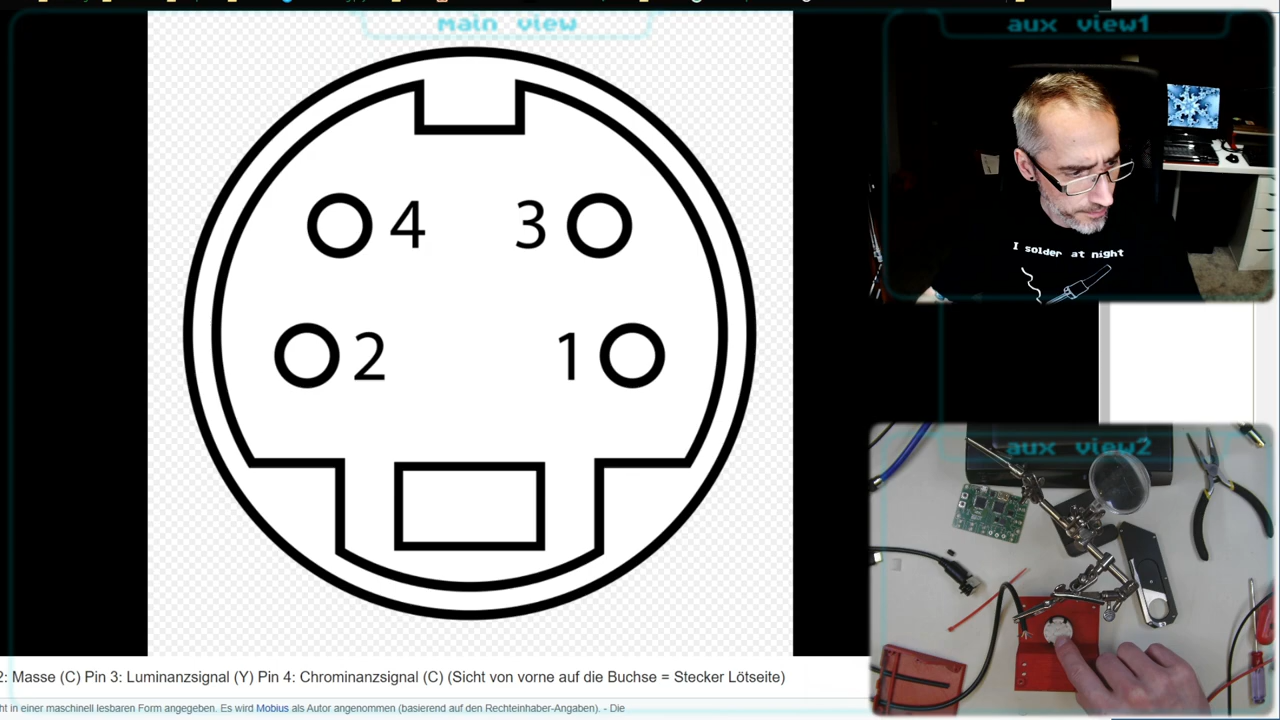 main view
aux view1
I solder at night
4 3
2 1
aux view2
2: Masse (C) Pin 3: Luminanzsignal (Y) Pin 4: Chrominanzsignal (C) (Sicht von vorne auf die Buchse = Stecker Lötseite)
ht in einer maschinell lesbaren Form angegeben. Es wird Mobius als Autor angenommen (basierend auf den Rechteinhaber-Angaben). - Die